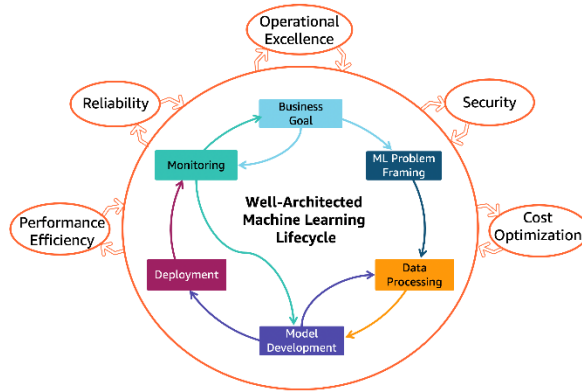 Operational
Excellence
Reliability
Security
Business
Goal
Monitoring
ML Problem
Framing
Well-Architected
Machine Learning
Lifecycle
Performance
Efficiency
Cost
Optimization
Deployment
Data
Processing
Model
Development